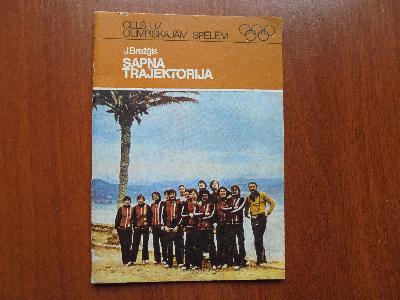 CEĻŠ UZ
OLIMPISKAJĀM SPĒLĒM
J.Brežģis
SAPŅA
TRAJEKTORIJA